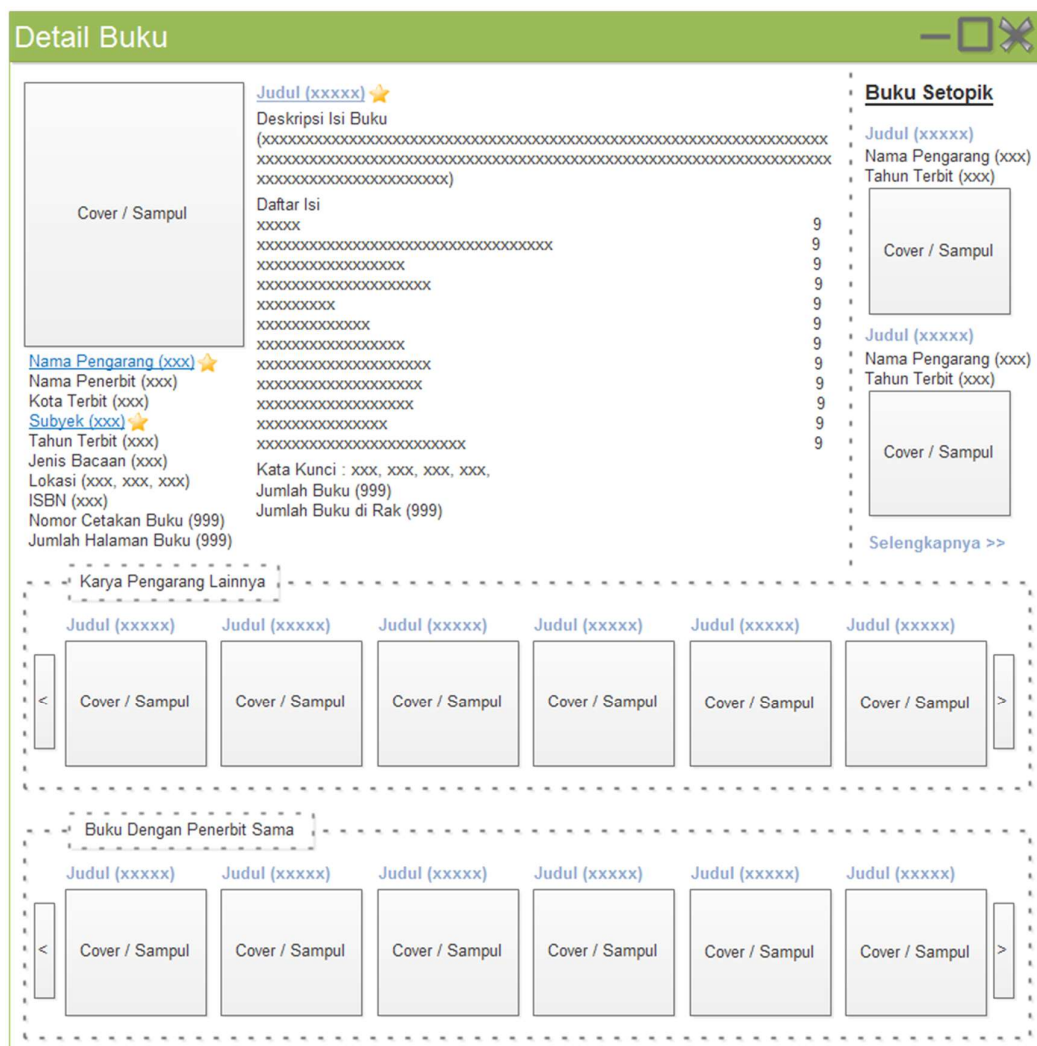 Detail Buku
Judul (xxxxx)
Deskripsi Isi Buku
(xxxxxxxxxxxxxxxxxxxxxxxxxxxxxxxxxxxxxxxxxxxxxxxxxxxxxxxxxxxxxxxxx
xxxxxxxxxxxxxxxxxxxxxxxxxxxxxxxxxxxxxxxxxxxxxxxxxxxxxxxxxxxxxxxxxx
xxxxxxxxxxxxxxxxxxxxxx)
Daftar Isi
xxxxx 9
xxxxxxxxxxxxxxxxxxxxxxxxxxxxxxxxxx 9
xxxxxxxxxxxxxxxxx 9
xxxxxxxxxxxxxxxxxxxx 9
xxxxxxxxx 9
xxxxxxxxxxxxx 9
xxxxxxxxxxxxxxxxx 9
xxxxxxxxxxxxxxxxxxxx 9
xxxxxxxxxxxxxxxxxxx 9
xxxxxxxxxxxxxxxxxx 9
xxxxxxxxxxxxxxx 9
xxxxxxxxxxxxxxxxxxxxxxxx 9
Kata Kunci : xxx, xxx, xxx, xxx,
Jumlah Buku (999)
Jumlah Buku di Rak (999)
Cover / Sampul
Nama Pengarang (xxx)
Nama Penerbit (xxx)
Kota Terbit (xxx)
Subyek (xxx)
Tahun Terbit (xxx)
Jenis Bacaan (xxx)
Lokasi (xxx, xxx, xxx)
ISBN (xxx)
Nomor Cetakan Buku (999)
Jumlah Halaman Buku (999)
Buku Setopik
Judul (xxxxx)
Nama Pengarang (xxx)
Tahun Terbit (xxx)
Cover / Sampul
Judul (xxxxx)
Nama Pengarang (xxx)
Tahun Terbit (xxx)
Cover / Sampul
Selengkapnya >>
Karya Pengarang Lainnya
Judul (xxxxx) Judul (xxxxx) Judul (xxxxx) Judul (xxxxx) Judul (xxxxx) Judul (xxxxx)
< Cover / Sampul Cover / Sampul Cover / Sampul Cover / Sampul Cover / Sampul Cover / Sampul >
Buku Dengan Penerbit Sama
Judul (xxxxx) Judul (xxxxx) Judul (xxxxx) Judul (xxxxx) Judul (xxxxx) Judul (xxxxx)
< Cover / Sampul Cover / Sampul Cover / Sampul Cover / Sampul Cover / Sampul Cover / Sampul >